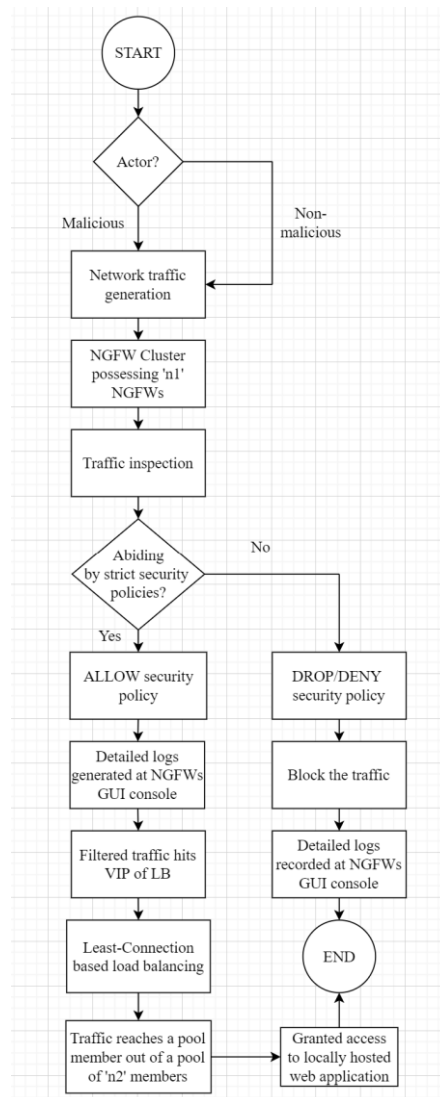 START
Actor?
Malicious
Non-
malicious
Network traffic
generation
NGFW Cluster
possessing 'n1'
NGFWs
Traffic inspection
Abiding
by strict security
policies?
No
Yes
ALLOW security
policy
DROP/DENY
security policy
Detailed logs
generated at NGFWs
GUI console
Block the traffic
Filtered traffic hits
VIP of LB
Detailed logs
recorded at NGFWs
GUI console
Least-Connection
based load balancing
END
Traffic reaches a pool
member out of a pool
of 'n2' members
Granted access
to locally hosted
web application